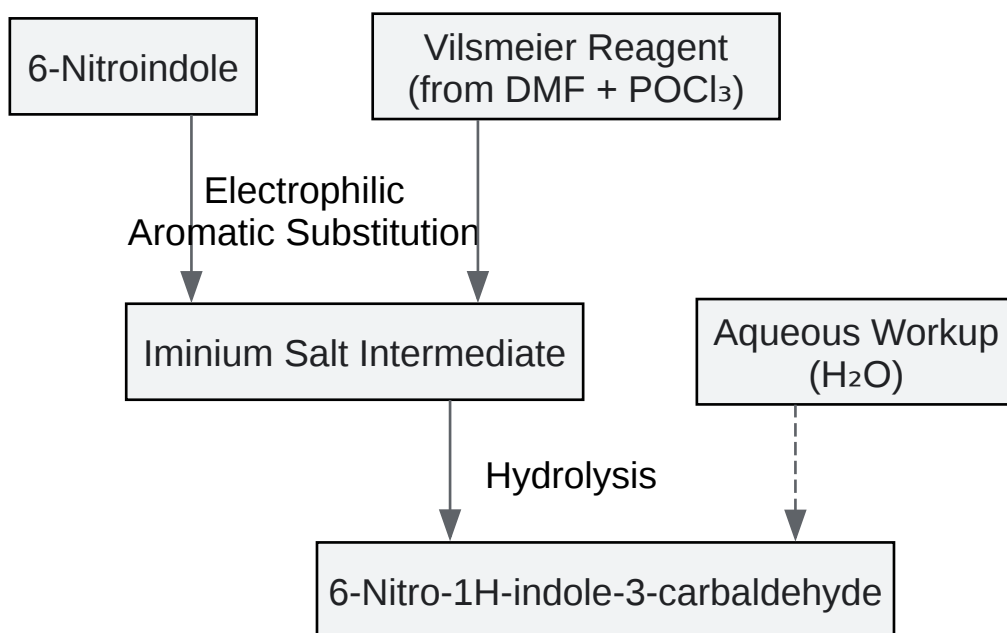 6-Nitroindole
Vilsmeier Reagent
(from DMF + POCl₃)
Electrophilic
Aromatic Substitution
Iminium Salt Intermediate
Aqueous Workup
(H₂O)
Hydrolysis
6-Nitro-1H-indole-3-carbaldehyde